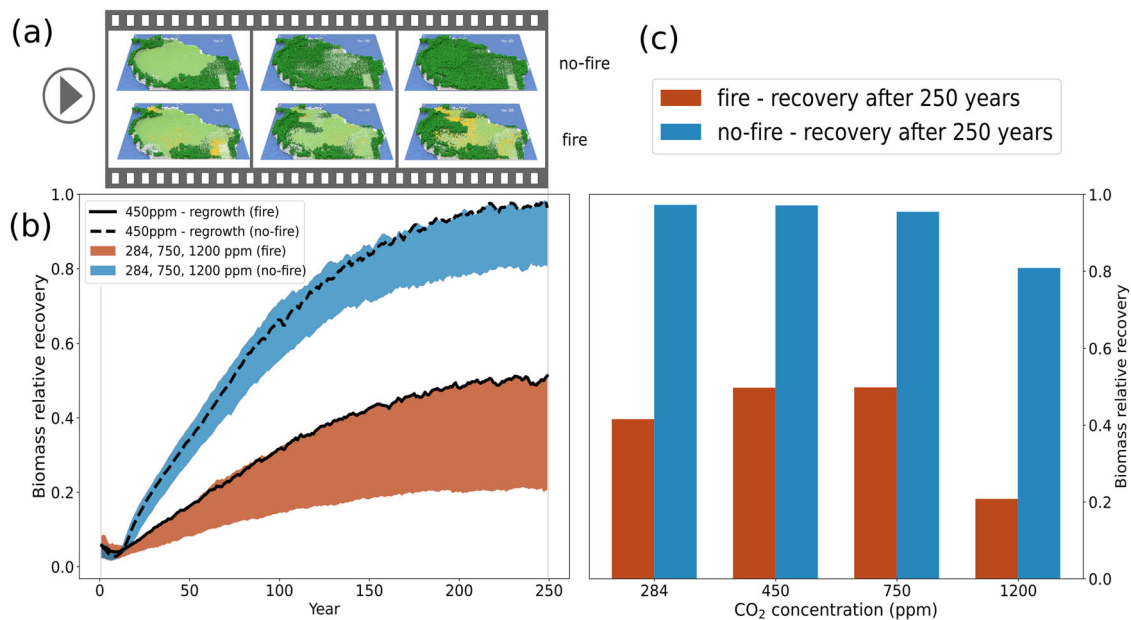 (a)
no-fire
fire
(c)
fire - recovery after 250 years
no-fire - recovery after 250 years
(b)
450ppm - regrowth (fire)
450ppm - regrowth (no-fire)
284, 750, 1200 ppm (fire)
284, 750, 1200 ppm (no-fire)
Biomass relative recovery
1.0
0.8
0.6
0.4
0.2
0.0
0
50
100
150
200
250
Year
1.0
0.8
0.6
0.4
0.2
0.0
Biomass relative recovery
284
450
750
1200
CO₂ concentration (ppm)